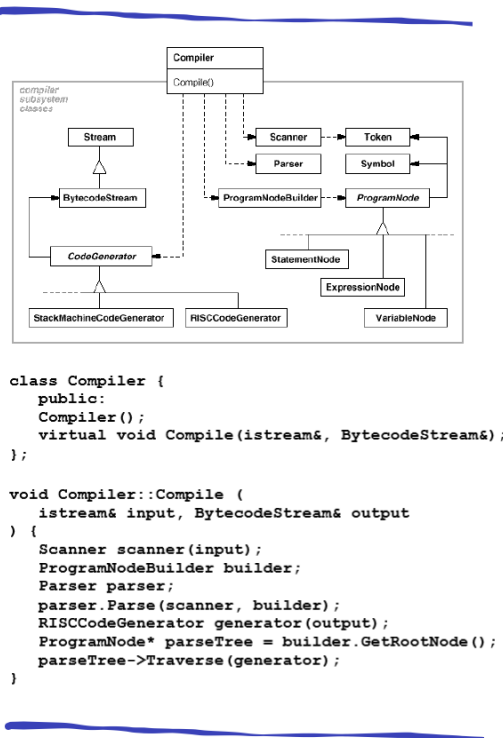 Compiler
Compile()
compiler
subsystem
classes
Stream
Scanner
Token
Parser
Symbol
BytecodeStream
ProgramNodeBuilder
ProgramNode
CodeGenerator
StatementNode
ExpressionNode
StackMachineCodeGenerator
RISCCodeGenerator
VariableNode
class Compiler {
public:
Compiler();
virtual void Compile(istream&, BytecodeStream&);
};
void Compiler::Compile (
istream& input, BytecodeStream& output
) {
Scanner scanner(input);
ProgramNodeBuilder builder;
Parser parser;
parser.Parse(scanner, builder);
RISCCodeGenerator generator(output);
ProgramNode* parseTree = builder.GetRootNode();
parseTree->Traverse(generator);
}